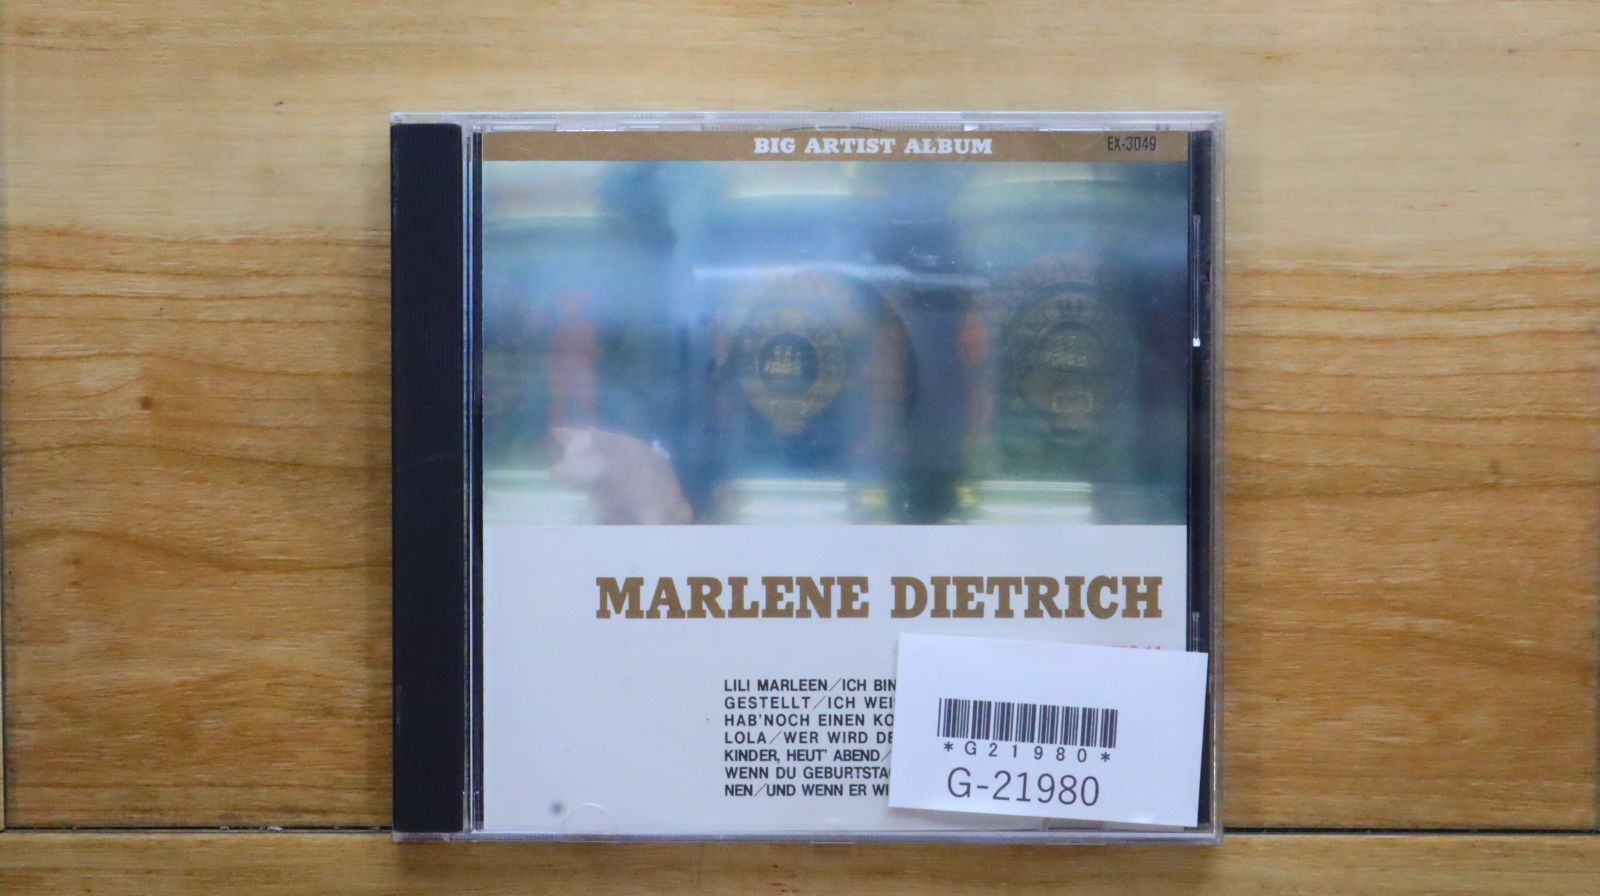 BIG ARTIST ALBUM
EX-3049
MARLENE DIETRICH
LILI MARLEEN/ICH BIN
GESTELLT/ICH WEI
HAB'NOCH EINEN KO
LOLA/WER WIRD DE
KINDER, HEUT' ABEND/
WENN DU GEBURTSTAG
NEN/UND WENN ER WI
*G21980*
G-21980